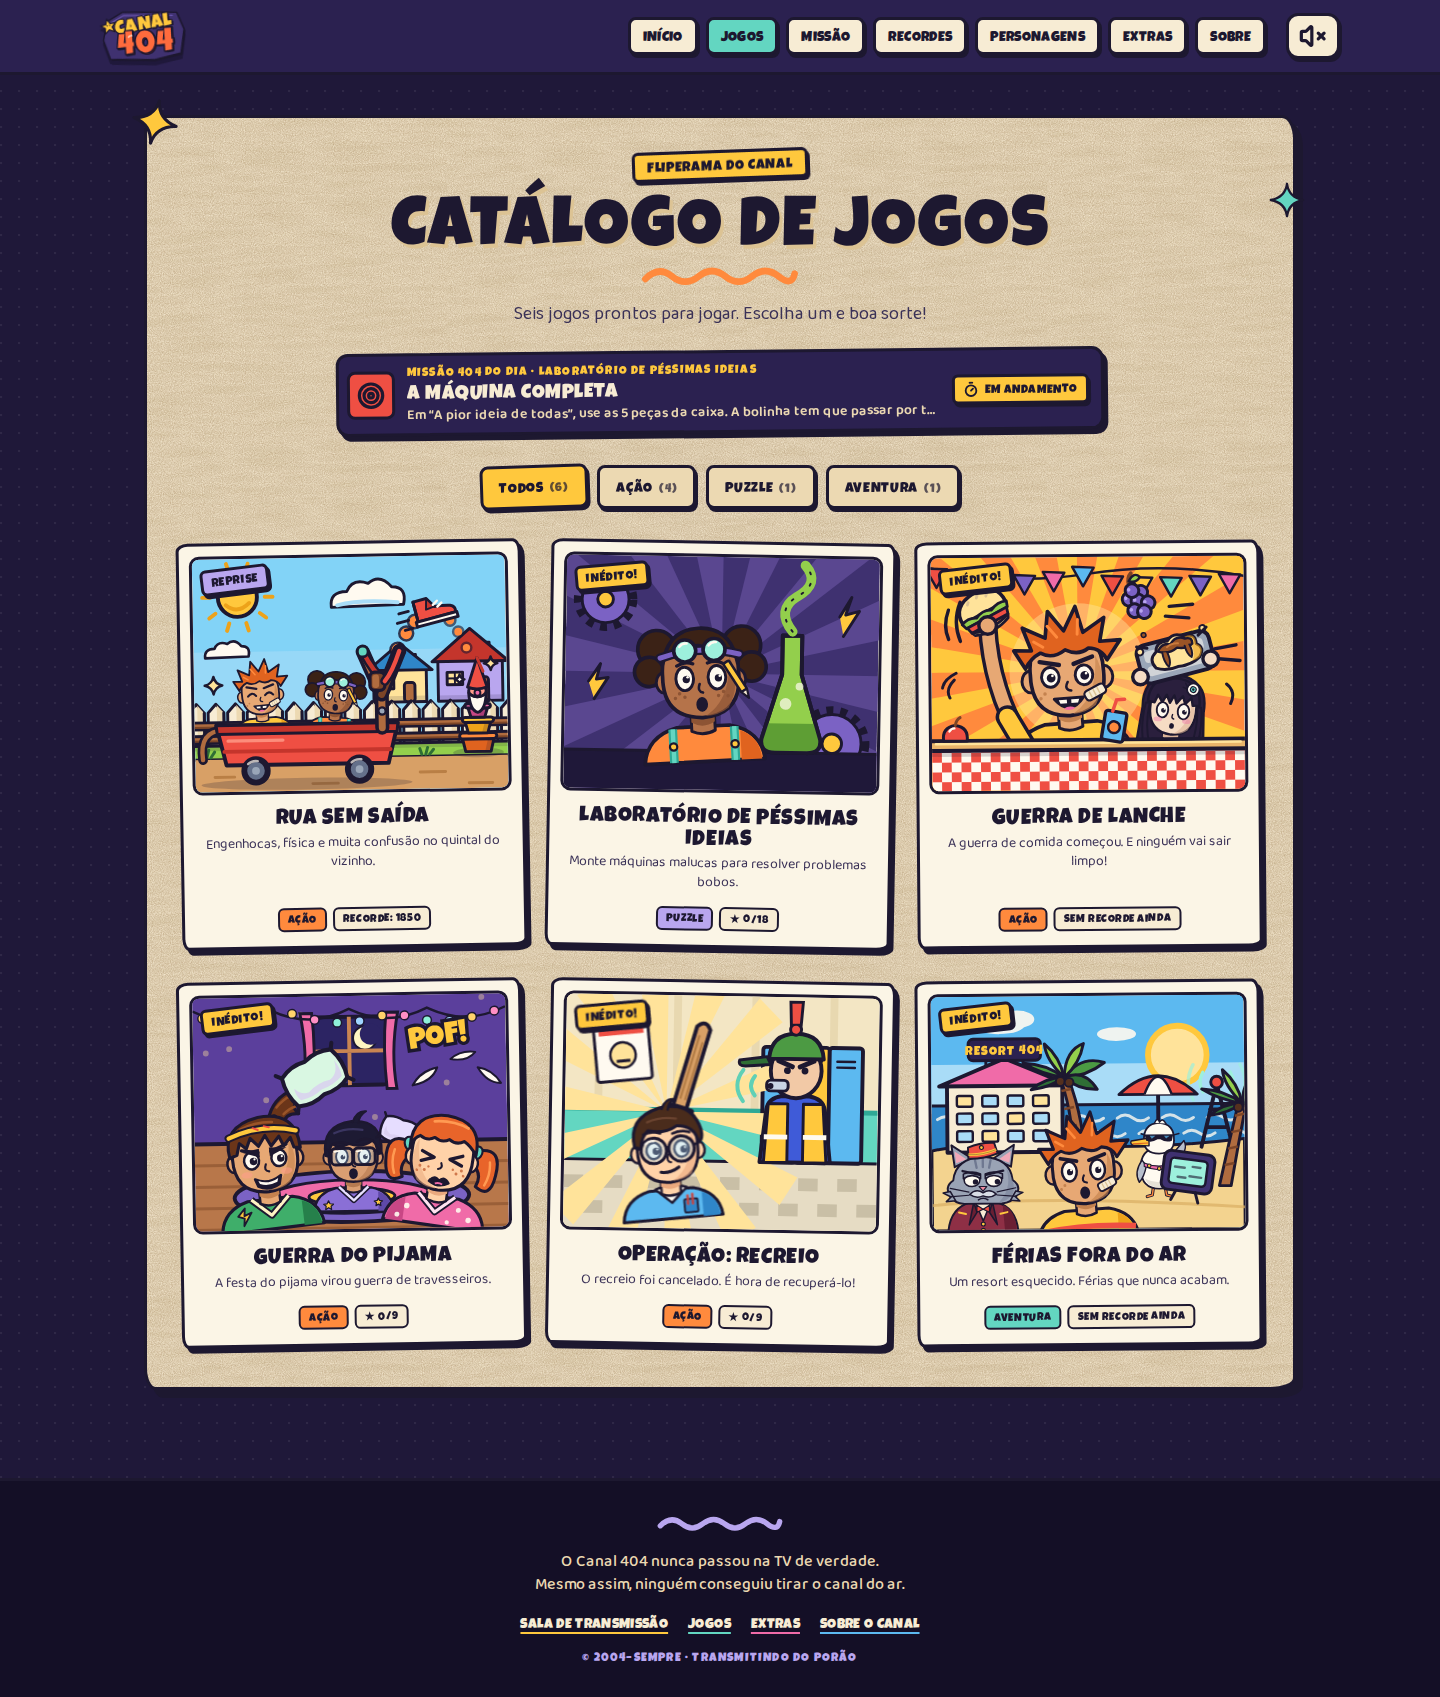 CANAL
404
INÍCIO
JOGOS
MISSÃO
RECORDES
PERSONAGENS
EXTRAS
SOBRE
FLIPERAMA DO CANAL
CATÁLOGO DE JOGOS
Seis jogos prontos para jogar. Escolha um e boa sorte!
MISSÃO 404 DO DIA · LABORATÓRIO DE PÉSSIMAS IDEIAS
A MÁQUINA COMPLETA
Em “A pior ideia de todas”, use as 5 peças da caixa. A bolinha tem que passar por t...
EM ANDAMENTO
TODOS (6)
AÇÃO (4)
PUZZLE (1)
AVENTURA (1)
REPRISE
RUA SEM SAÍDA
Engenhocas, física e muita confusão no quintal do
vizinho.
AÇÃO
RECORDE: 1850
INÉDITO!
LABORATÓRIO DE PÉSSIMAS
IDEIAS
Monte máquinas malucas para resolver problemas
bobos.
PUZZLE
★ 0/18
INÉDITO!
GUERRA DE LANCHE
A guerra de comida começou. E ninguém vai sair
limpo!
AÇÃO
SEM RECORDE AINDA
INÉDITO!
POF!
GUERRA DO PIJAMA
A festa do pijama virou guerra de travesseiros.
AÇÃO
★ 0/9
INÉDITO!
OPERAÇÃO: RECREIO
O recreio foi cancelado. É hora de recuperá-lo!
AÇÃO
★ 0/9
INÉDITO!
RESORT 404
FÉRIAS FORA DO AR
Um resort esquecido. Férias que nunca acabam.
AVENTURA
SEM RECORDE AINDA
O Canal 404 nunca passou na TV de verdade.
Mesmo assim, ninguém conseguiu tirar o canal do ar.
SALA DE TRANSMISSÃO
JOGOS
EXTRAS
SOBRE O CANAL
© 2004–SEMPRE · TRANSMITINDO DO PORÃO